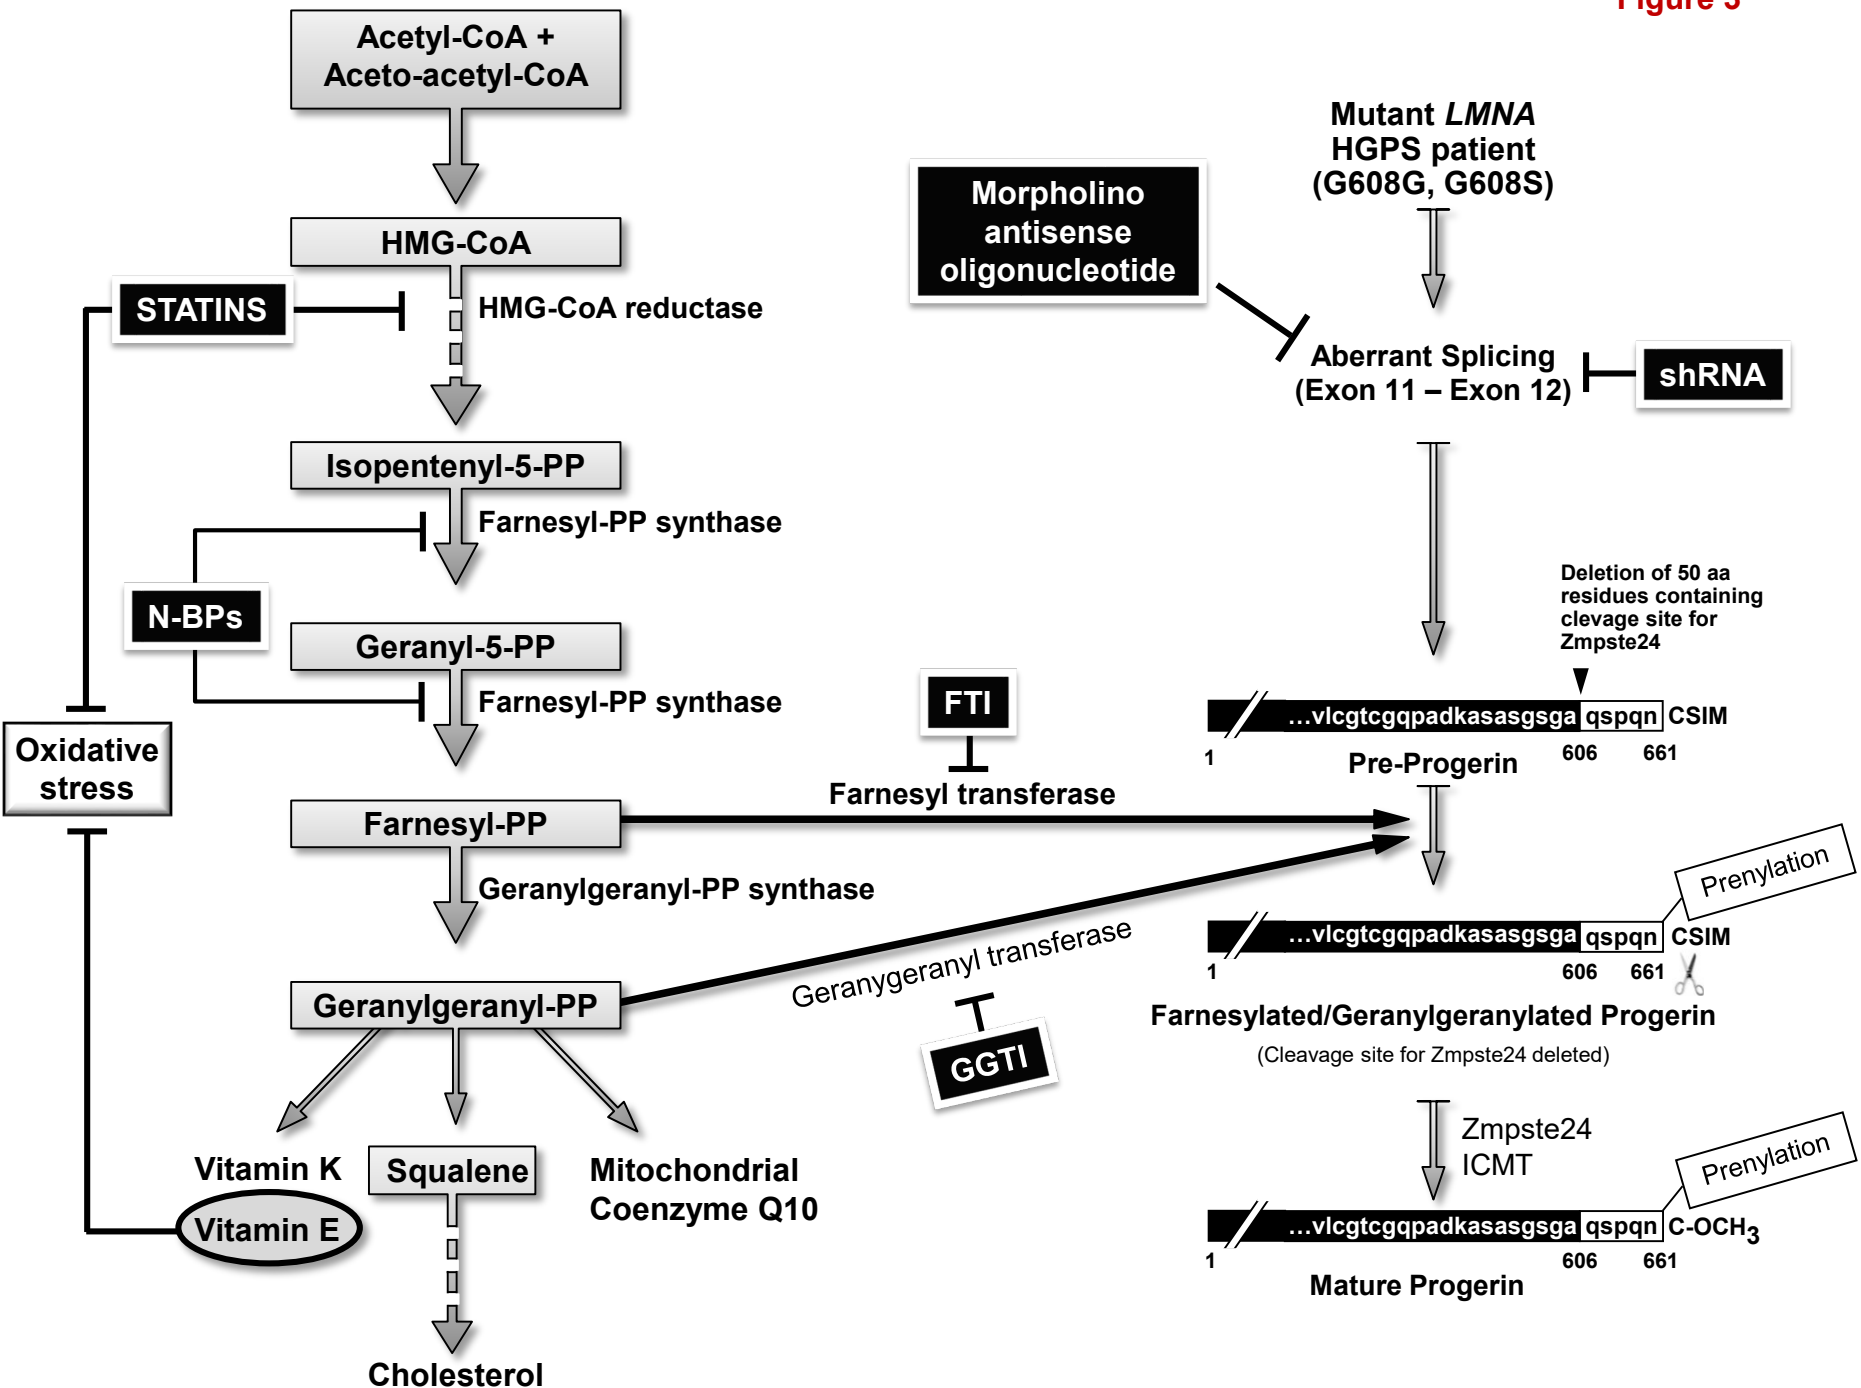 Figure 3
Acetyl-CoA +
Aceto-acetyl-CoA
HMG-CoA
STATINS
HMG-CoA reductase
Isopentenyl-5-PP
Farnesyl-PP synthase
N-BPs
Geranyl-5-PP
Farnesyl-PP synthase
Oxidative
stress
Farnesyl-PP
Geranylgeranyl-PP synthase
Geranylgeranyl-PP
Vitamin K
Vitamin E
Squalene
Mitochondrial
Coenzyme Q10
Cholesterol
FTI
Farnesyl transferase
Geranygeranyl transferase
GGTI
Mutant LMNA
HGPS patient
(G608G, G608S)
Morpholino
antisense
oligonucleotide
Aberrant Splicing
(Exon 11 – Exon 12)
shRNA
Deletion of 50 aa
residues containing
clevage site for
Zmpste24
...vlcgtcgqpadkasasgsga qspqn CSIM
1 606 661
Pre-Progerin
Prenylation
...vlcgtcgqpadkasasgsga qspqn CSIM
1 606 661
Farnesylated/Geranylgeranylated Progerin
(Cleavage site for Zmpste24 deleted)
Zmpste24
ICMT
Prenylation
...vlcgtcgqpadkasasgsga qspqn C-OCH3
1 606 661
Mature Progerin